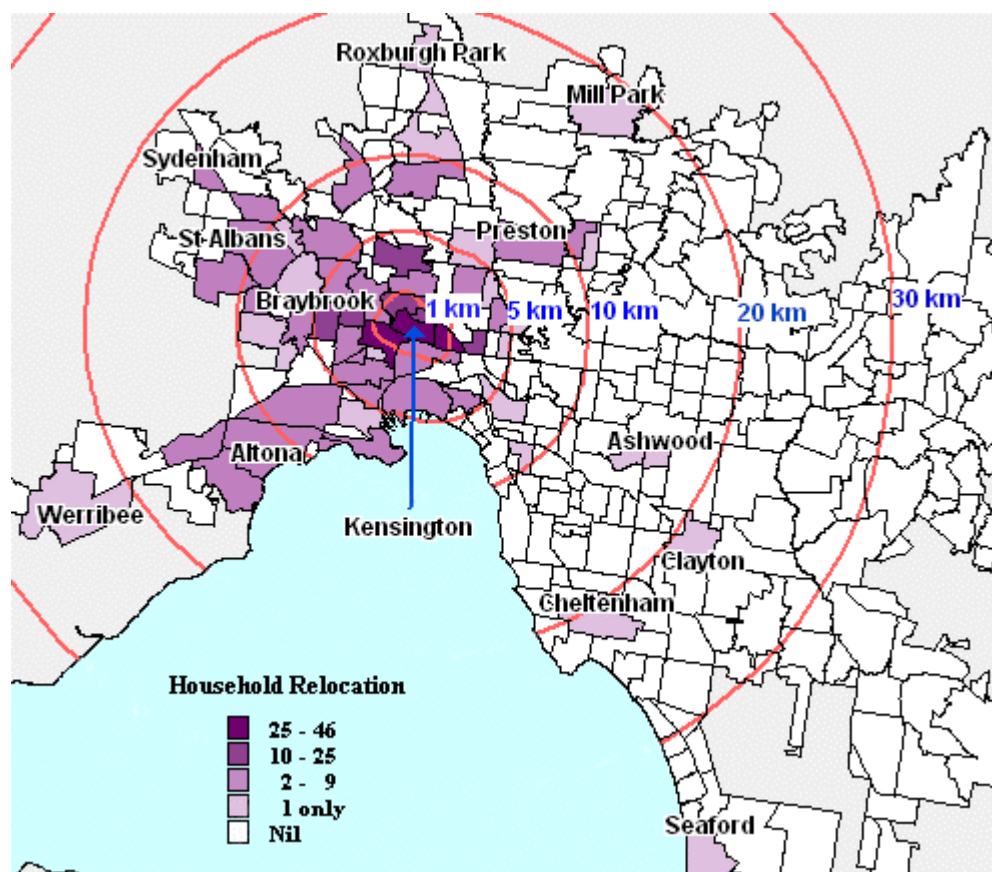 Roxburgh Park
Mill Park
Sydenham
St Albans
Preston
Braybrook
1 km
5 km
10 km
20 km
30 km
Ashwood
Altona
Werribee
Kensington
Clayton
Cheltenham
Household Relocation
25 - 46
10 - 25
2 - 9
1 only
Nil
Seaford